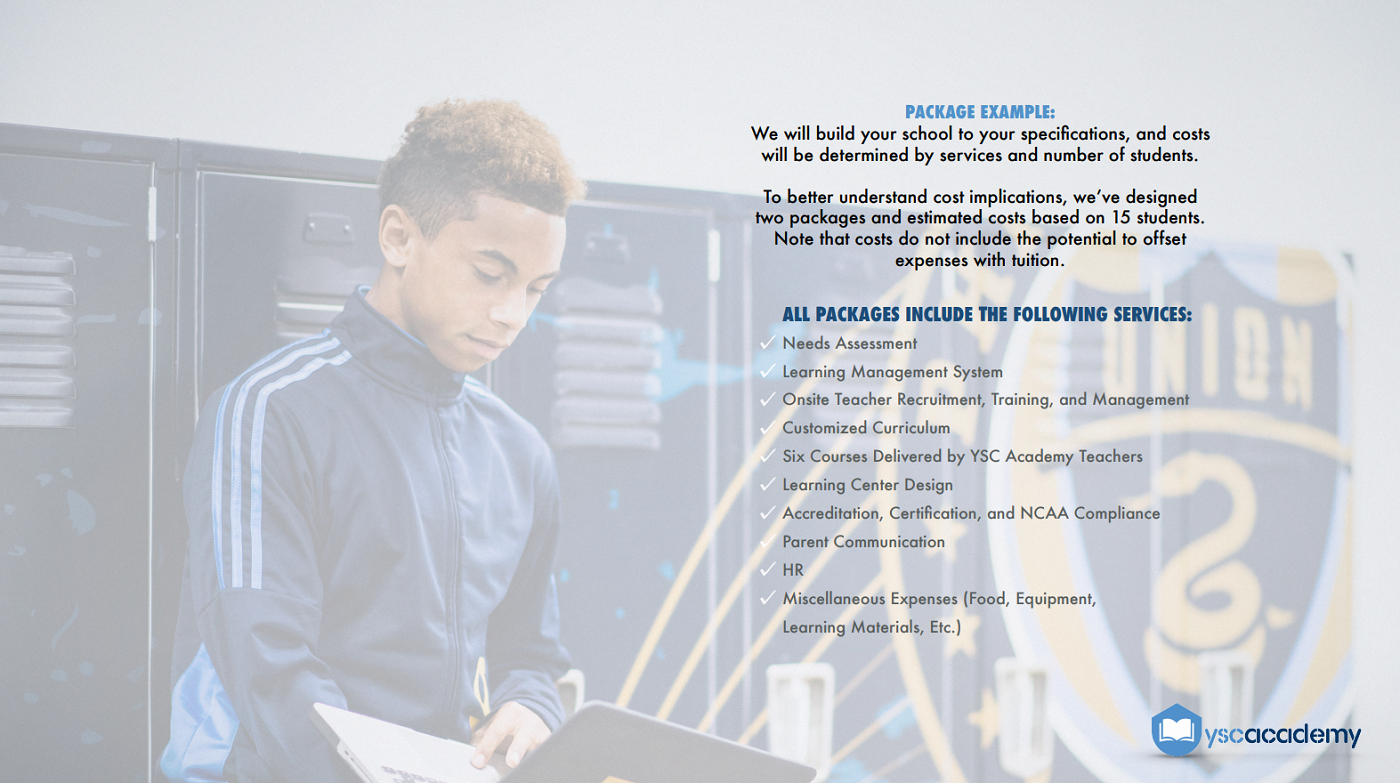 PACKAGE EXAMPLE:
We will build your school to your specifications, and costs
will be determined by services and number of students.
To better understand cost implications, we've designed
two packages and estimated costs based on 15 students.
Note that costs do not include the potential to offset
expenses with tuition.
ALL PACKAGES INCLUDE THE FOLLOWING SERVICES:
Needs Assessment
Learning Management System
Onsite Teacher Recruitment, Training, and Management
Customized Curriculum
Six Courses Delivered by YSC Academy Teachers
Learning Center Design
Accreditation, Certification, and NCAA Compliance
Parent Communication
HR
Miscellaneous Expenses (Food, Equipment,
Learning Materials, Etc.)
UNION
yscacademy